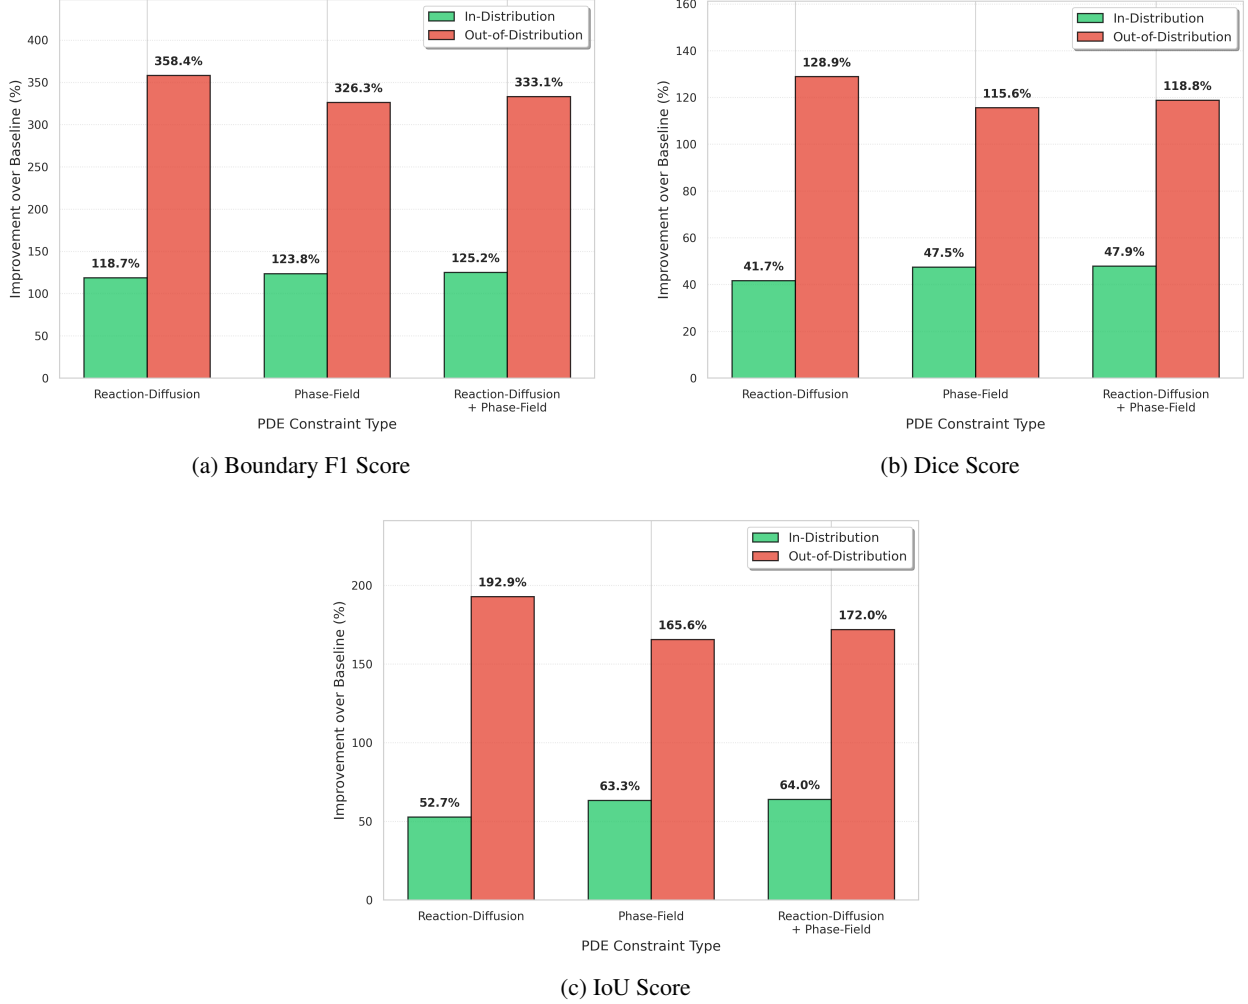 In-Distribution
Out-of-Distribution
400
350
300
250
200
150
100
50
0
Improvement over Baseline (%)
118.7%
358.4%
123.8%
326.3%
125.2%
333.1%
Reaction-Diffusion
Phase-Field
Reaction-Diffusion
+ Phase-Field
PDE Constraint Type
(a) Boundary F1 Score
In-Distribution
Out-of-Distribution
160
140
120
100
80
60
40
20
0
Improvement over Baseline (%)
41.7%
128.9%
47.5%
115.6%
47.9%
118.8%
Reaction-Diffusion
Phase-Field
Reaction-Diffusion
+ Phase-Field
PDE Constraint Type
(b) Dice Score
In-Distribution
Out-of-Distribution
200
150
100
50
0
Improvement over Baseline (%)
52.7%
192.9%
63.3%
165.6%
64.0%
172.0%
Reaction-Diffusion
Phase-Field
Reaction-Diffusion
+ Phase-Field
PDE Constraint Type
(c) IoU Score